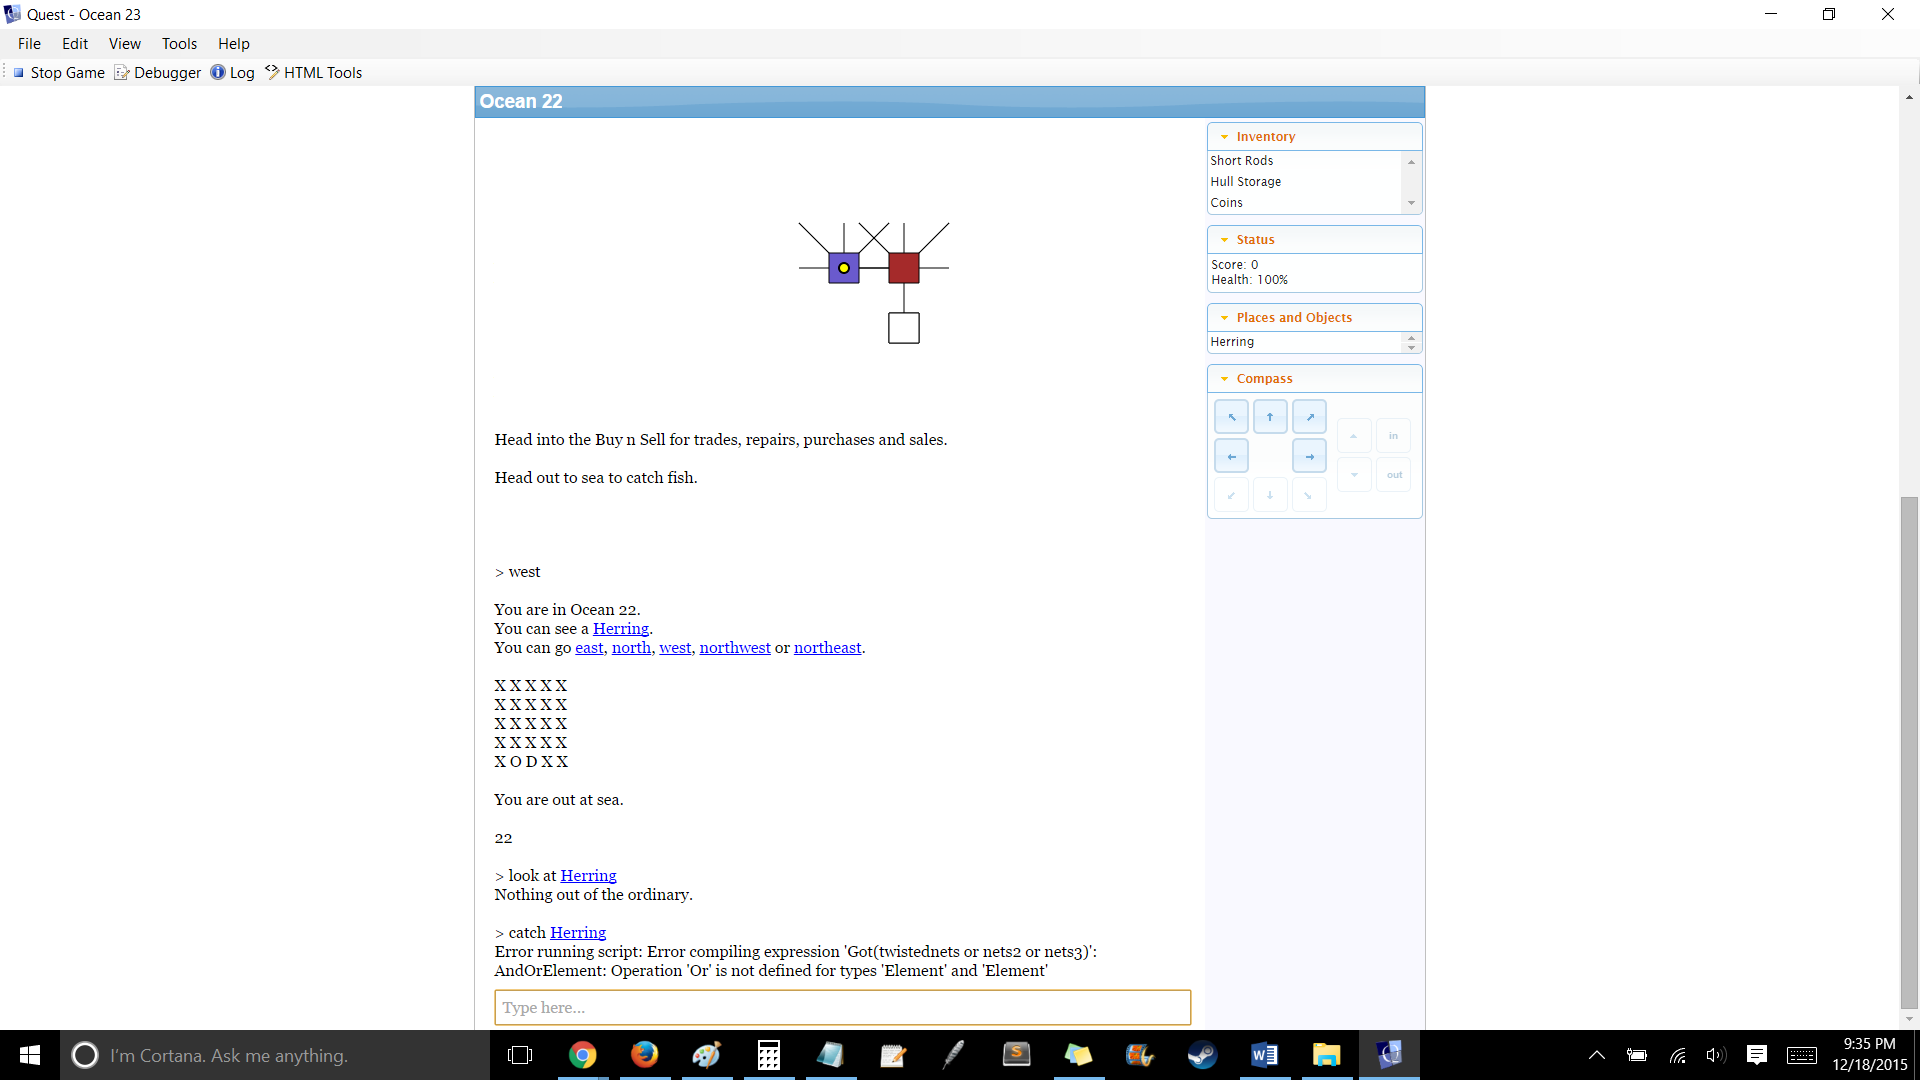 Quest - Ocean 23
File Edit View Tools Help
Stop Game Debugger Log HTML Tools
Ocean 22
Inventory
Short Rods
Hull Storage
Coins
Status
Score: 0
Health: 100%
Places and Objects
Herring
Compass
in
out
Head into the Buy n Sell for trades, repairs, purchases and sales.
Head out to sea to catch fish.
> west
You are in Ocean 22.
You can see a Herring.
You can go east, north, west, northwest or northeast.
X X X X X
X X X X X
X X X X X
X X X X X
X O D X X
You are out at sea.
22
> look at Herring
Nothing out of the ordinary.
> catch Herring
Error running script: Error compiling expression 'Got(twistednets or nets2 or nets3)':
AndOrElement: Operation 'Or' is not defined for types 'Element' and 'Element'
Type here...
I'm Cortana. Ask me anything.
9:35 PM
12/18/2015